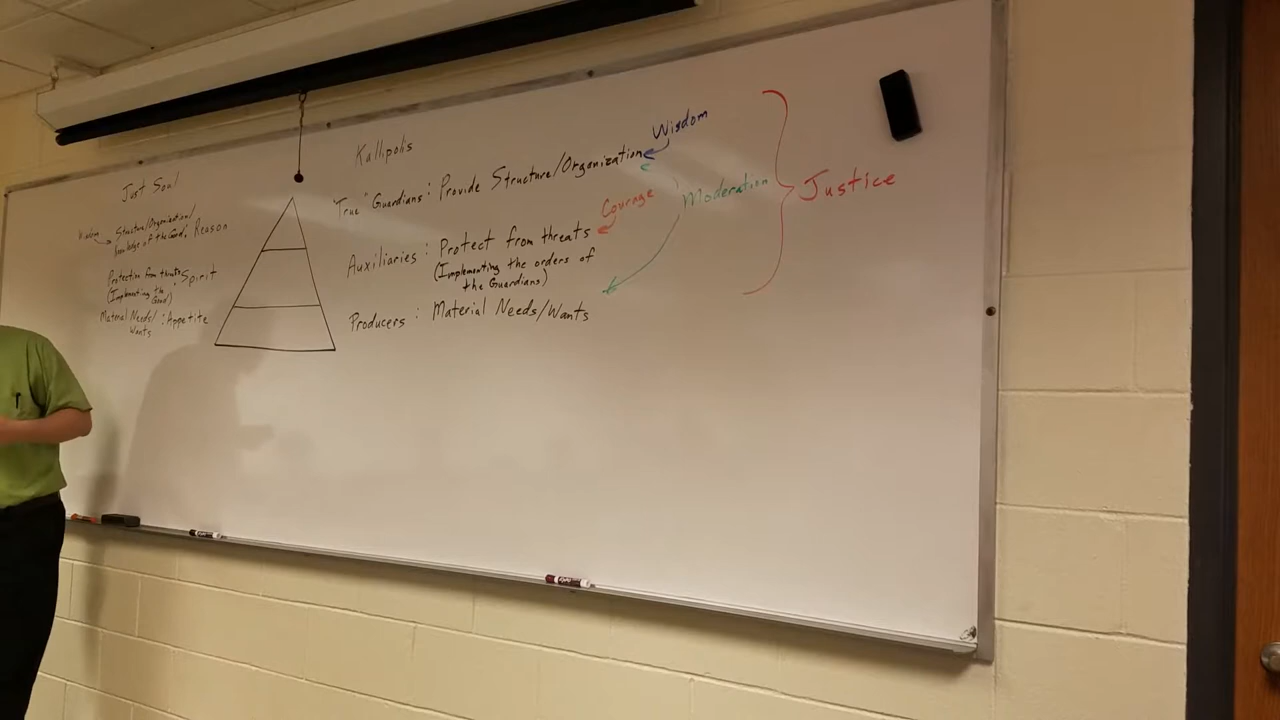 Just Soul
Wisdom
Structure/Organization/
Knowledge of the Good : Reason
Protection from threats : Spirit
(Implementing the
Good)
Material Needs/ : Appetite
Wants
Kallipolis
"True" Guardians : Provide Structure/Organization
Wisdom
Courage
Auxiliaries : Protect from threats
(Implementing the orders of
the Guardians)
Producers : Material Needs/Wants
Moderation
Justice